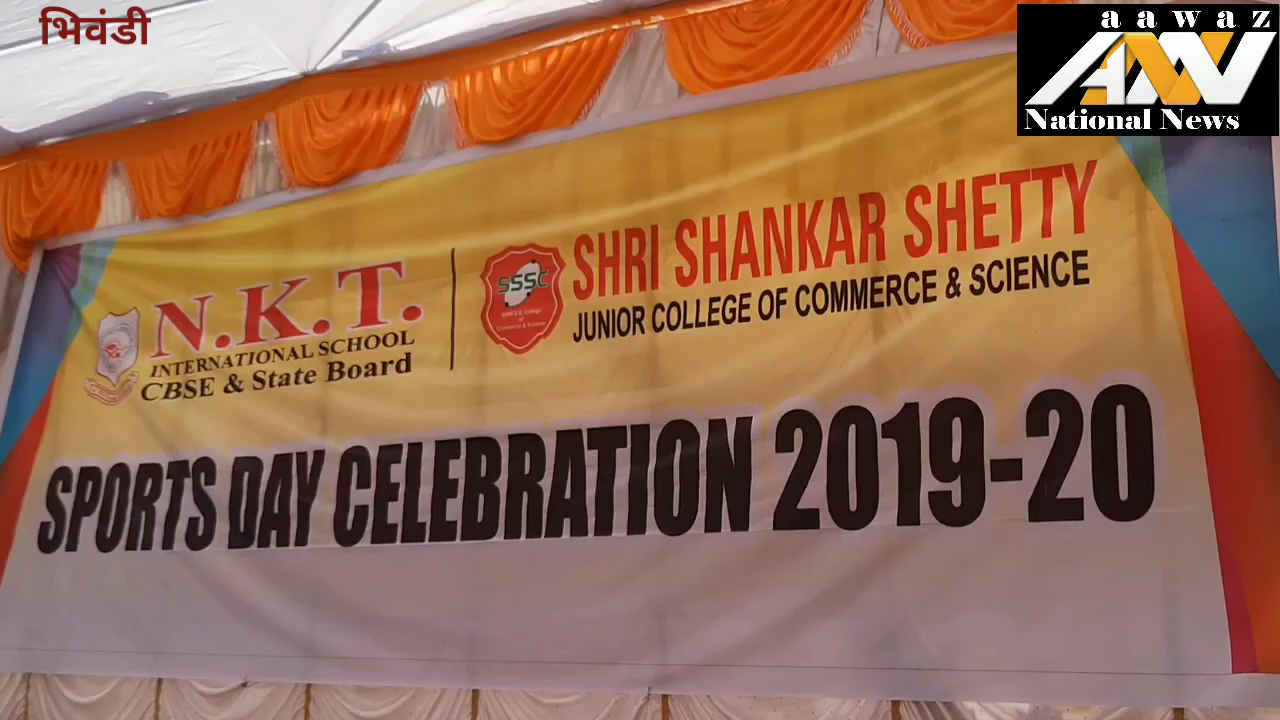 भिवंडी
aawaz
National News
N.K.T.
INTERNATIONAL SCHOOL
CBSE & State Board
SSSC
SHRI SHANKAR SHETTY
JUNIOR COLLEGE OF COMMERCE & SCIENCE
SPORTS DAY CELEBRATION 2019-20